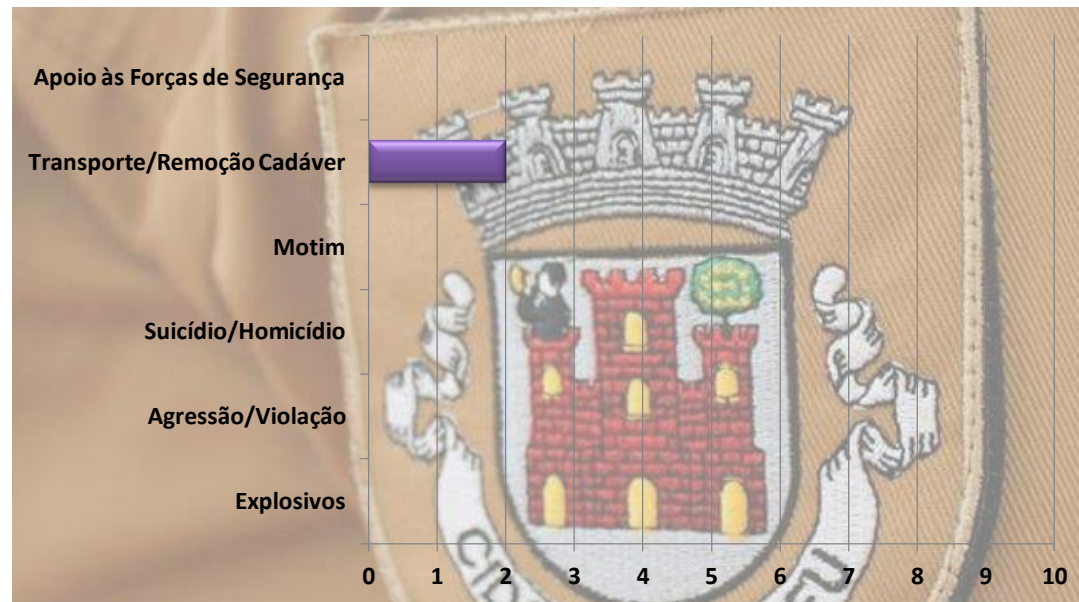 Apoio às Forças de Segurança
Transporte/Remoção Cadáver
Motim
Suicídio/Homicídio
Agressão/Violação
Explosivos
0 1 2 3 4 5 6 7 8 9 10